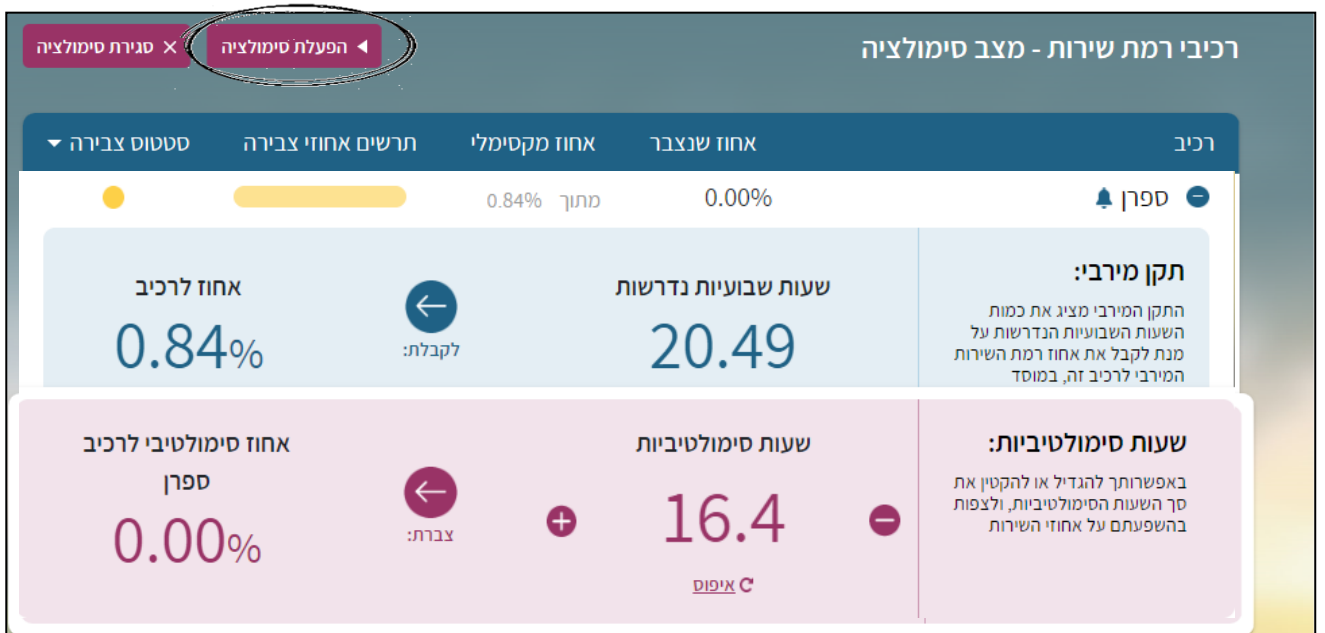 רכיבי רמת שירות - מצב סימולציה
הפעלת סימולציה
סגירת סימולציה
רכיב
אחוז שנצבר
אחוז מקסימלי
תרשים אחוזי צבירה
סטטוס צבירה
ספרן
0.00%
מתוך 0.84%
תקן מירבי:
התקן המירבי מציג את כמות
השעות השבועיות הנדרשות על
מנת לקבל את אחוז רמת השירות
המירבי לרכיב זה, במוסד
שעות שבועיות נדרשות
20.49
לקבלת:
אחוז לרכיב
0.84%
שעות סימולטיביות:
באפשרותך להגדיל או להקטין את
סך השעות הסימולטיביות, ולצפות
בהשפעתם על אחוזי השירות
שעות סימולטיביות
16.4
איפוס
צברת:
אחוז סימולטיבי לרכיב
ספרן
0.00%